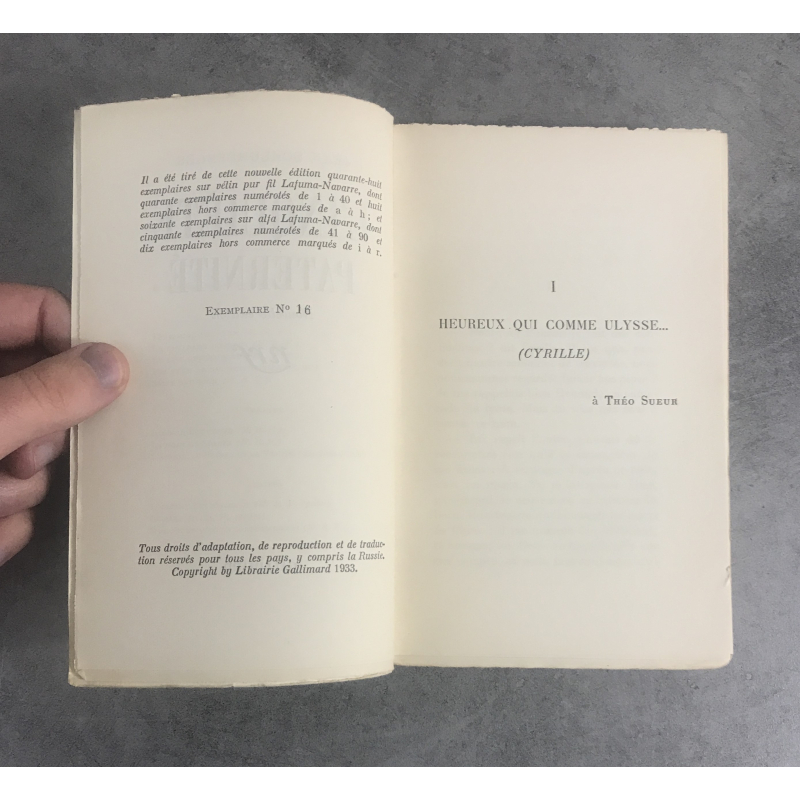 Il a été tiré de cette nouvelle édition quarante-huit
exemplaires sur vélin pur fil Lafuma-Navarre, dont
quarante exemplaires numérotés de 1 à 40 et huit
exemplaires hors commerce marqués de a à h; et
soixante exemplaires sur alfa Lafuma-Navarre, dont
cinquante exemplaires numérotés de 41 à 90 et
dix exemplaires hors commerce marqués de i à r.
PATERNITÉ
Exemplaire Nº 16
nrf
Tous droits d'adaptation, de reproduction et de traduc-
tion réservés pour tous les pays, y compris la Russie.
Copyright by Librairie Gallimard 1933.
I
HEUREUX QUI COMME ULYSSE...
(CYRILLE)
à Théo Sueur